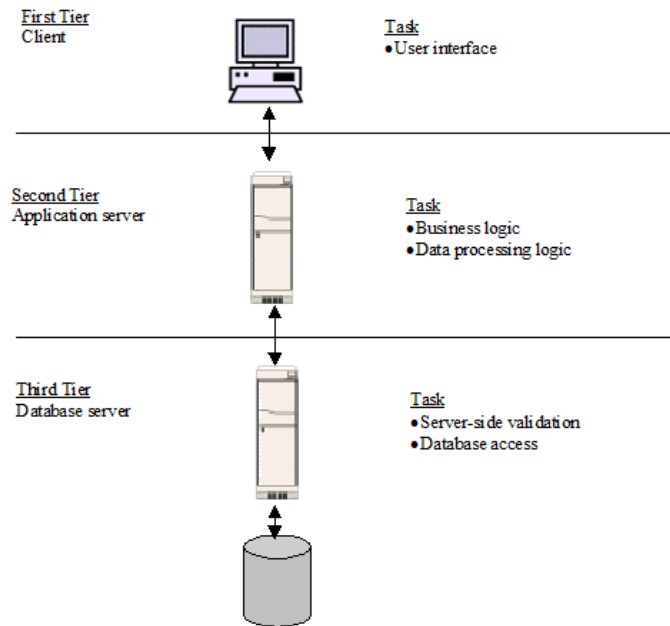 First Tier
Client
Task
●User interface
Second Tier
Application server
Task
●Business logic
●Data processing logic
Third Tier
Database server
Task
●Server-side validation
●Database access